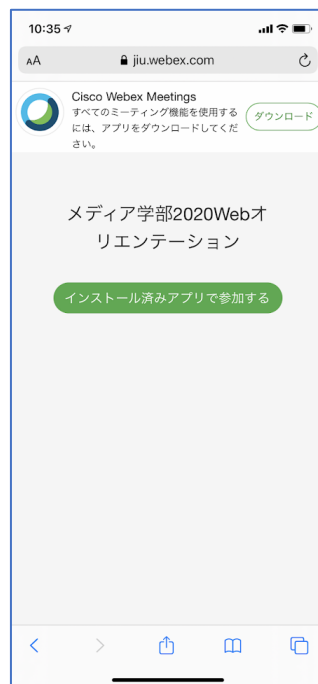 10:35
AA
jiu.webex.com
Cisco Webex Meetings
すべてのミーティング機能を使用する
には、アプリをダウンロードしてくだ
さい。
ダウンロード
メディア学部2020Webオ
リエンテーション
インストール済みアプリで参加する